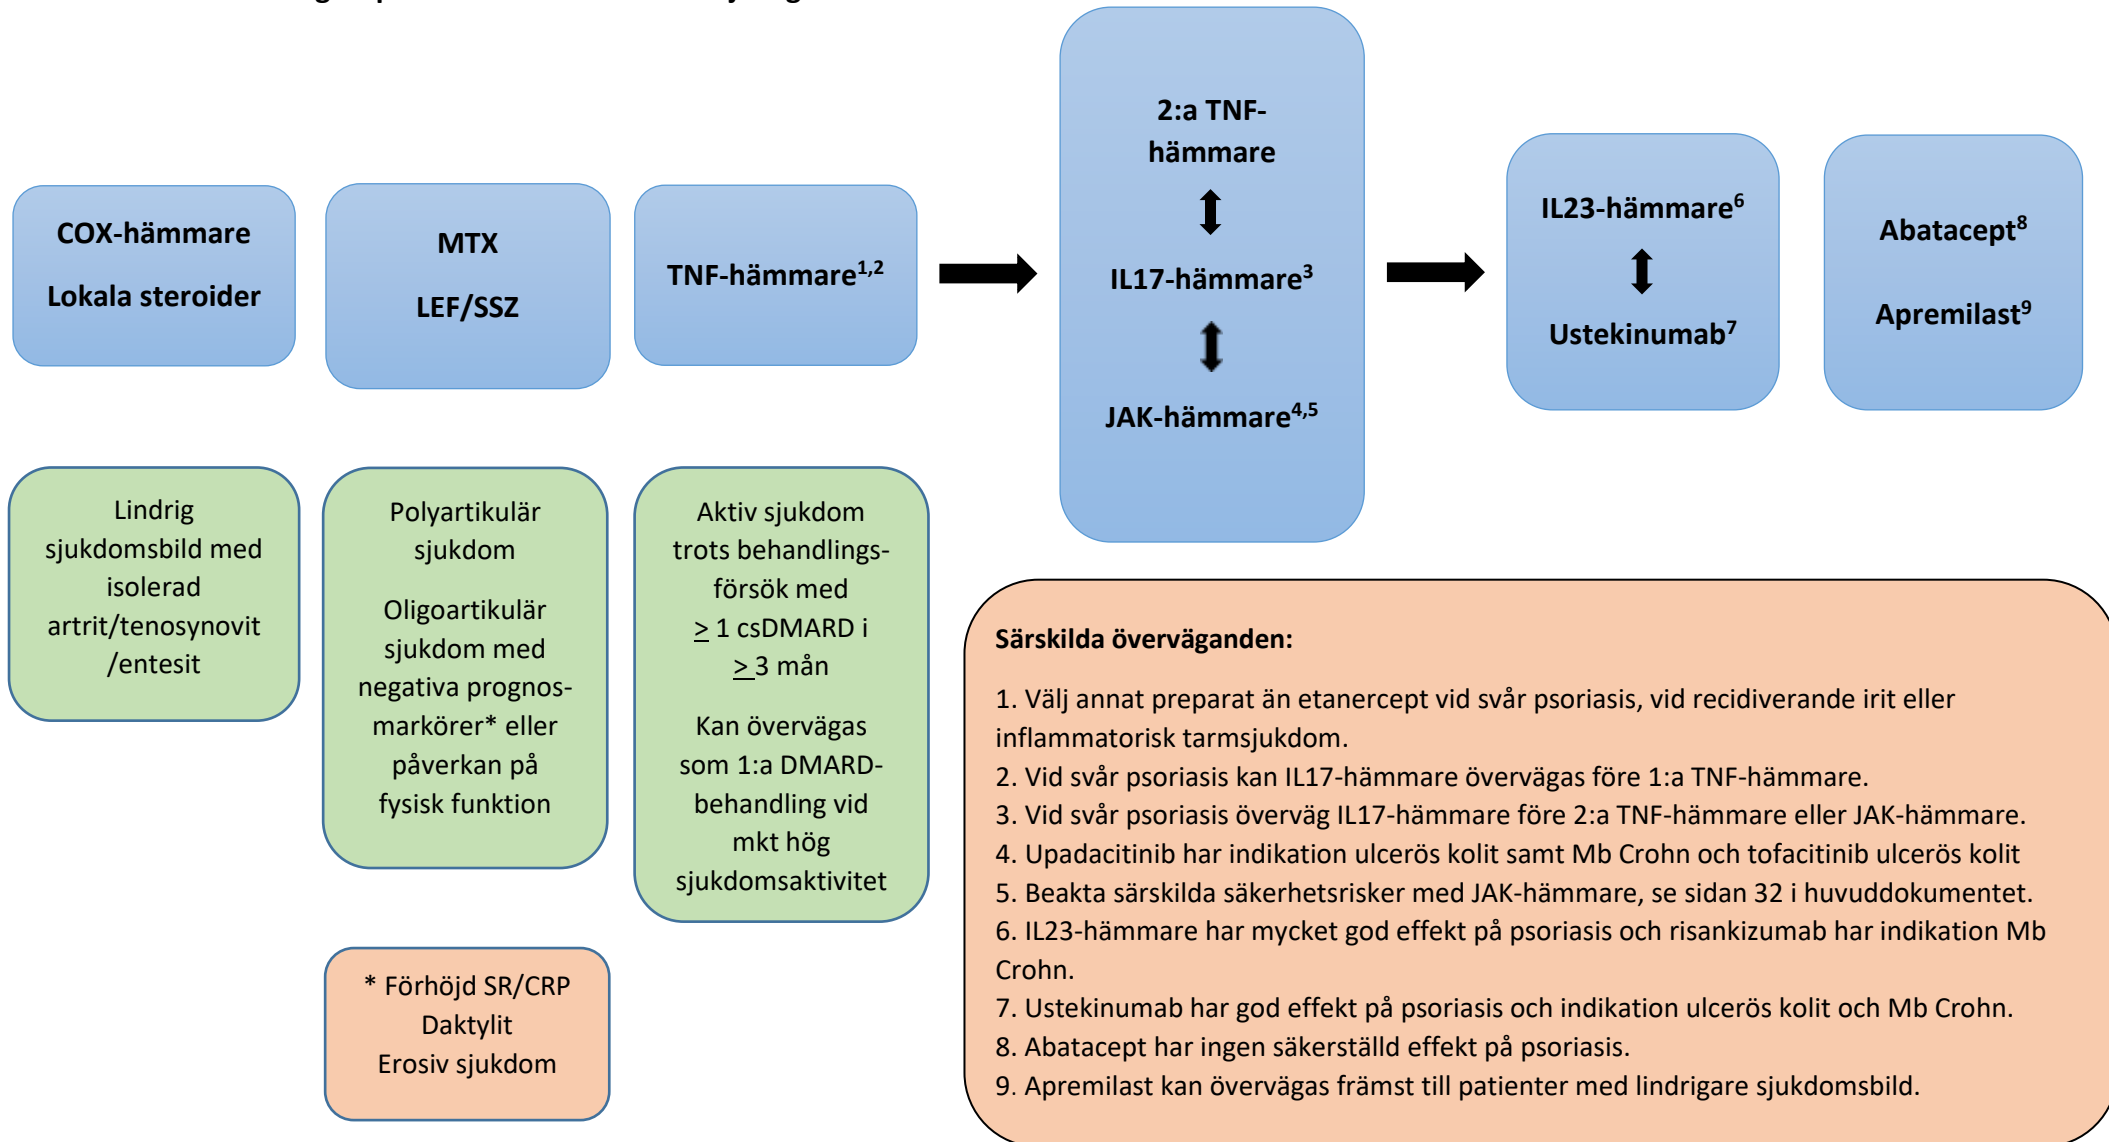 COX-hämmare
Lokala steroider
MTX
LEF/SSZ
TNF-hämmare1,2
2:a TNF-
hämmare
IL17-hämmare3
JAK-hämmare4,5
IL23-hämmare6
Ustekinumab7
Abatacept8
Apremilast9
Lindrig
sjukdomsbild med
isolerad
artrit/tenosynovit
/entesit
Polyartikulär
sjukdom
Oligoartikulär
sjukdom med
negativa prognos-
markörer* eller
påverkan på
fysisk funktion
Aktiv sjukdom
trots behandlings-
försök med
≥ 1 csDMARD i
≥ 3 mån
Kan övervägas
som 1:a DMARD-
behandling vid
mkt hög
sjukdomsaktivitet
* Förhöjd SR/CRP
Daktylit
Erosiv sjukdom
Särskilda överväganden:
1. Välj annat preparat än etanercept vid svår psoriasis, vid recidiverande irit eller
inflammatorisk tarmsjukdom.
2. Vid svår psoriasis kan IL17-hämmare övervägas före 1:a TNF-hämmare.
3. Vid svår psoriasis överväg IL17-hämmare före 2:a TNF-hämmare eller JAK-hämmare.
4. Upadacitinib har indikation ulcerös kolit samt Mb Crohn och tofacitinib ulcerös kolit
5. Beakta särskilda säkerhetsrisker med JAK-hämmare, se sidan 32 i huvuddokumentet.
6. IL23-hämmare har mycket god effekt på psoriasis och risankizumab har indikation Mb
Crohn.
7. Ustekinumab har god effekt på psoriasis och indikation ulcerös kolit och Mb Crohn.
8. Abatacept har ingen säkerställd effekt på psoriasis.
9. Apremilast kan övervägas främst till patienter med lindrigare sjukdomsbild.